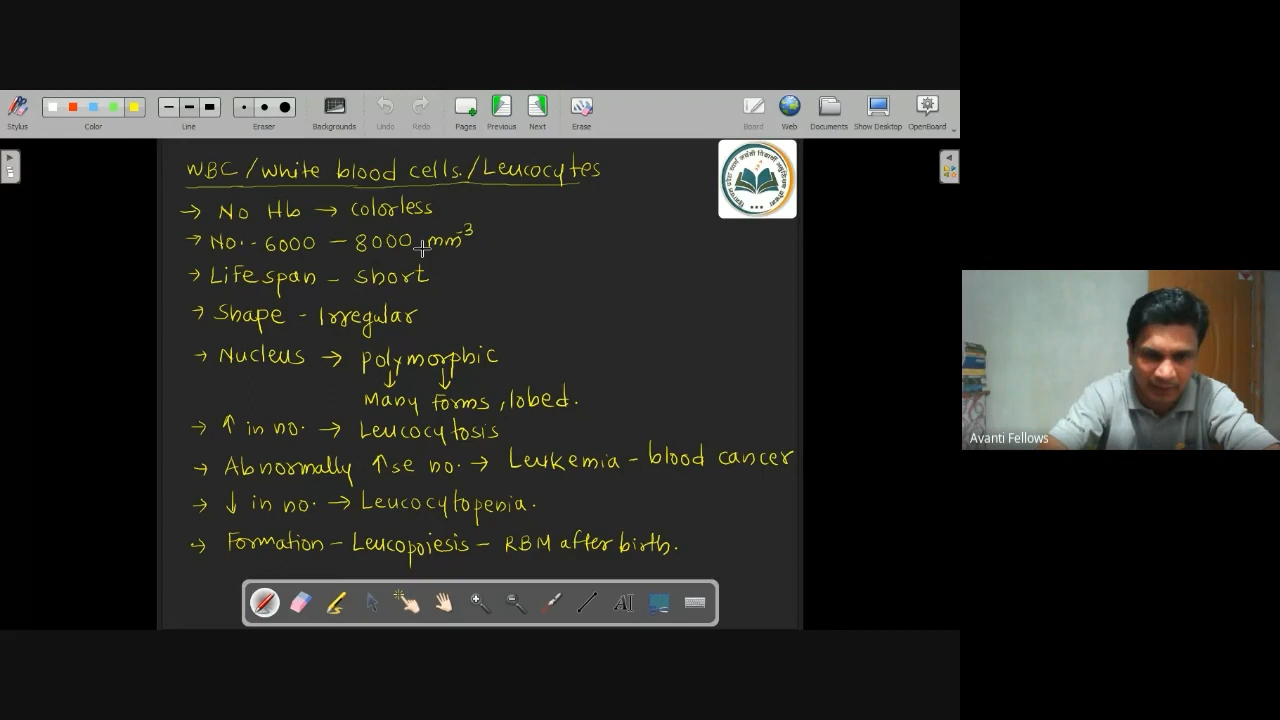 Stylus Color Line Eraser Backgrounds Undo Redo Pages Previous Next Erase Board Web Documents Show Desktop OpenBoard
WBC/White blood cells./Leucocytes
→ No Hb → colorless
→ No.- 6000 - 8000 mm⁻³
→ Lifespan - short
→ Shape - Irregular
→ Nucleus → polymorphic
↓ ↓
Many forms, lobed.
→ ↑ in no. → Leucocytosis
→ Abnormally ↑se no. → Leukemia - blood cancer
→ ↓ in no. → Leucocytopenia.
→ Formation - Leucopoiesis - RBM after birth.
AI
Avanti Fellows